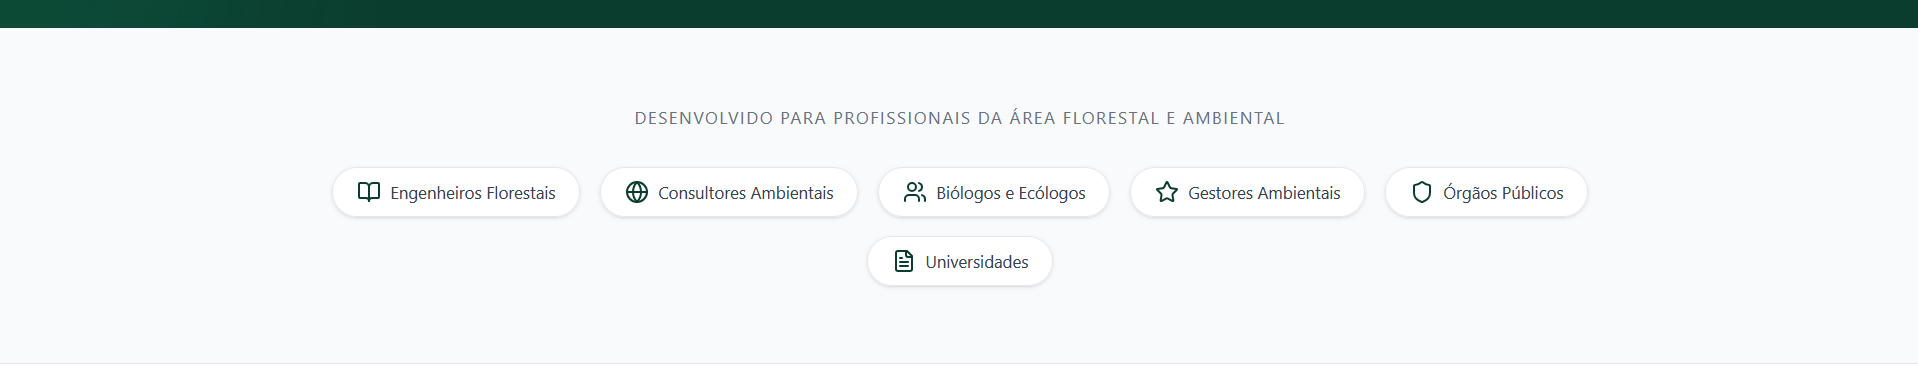 DESENVOLVIDO PARA PROFISSIONAIS DA ÁREA FLORESTAL E AMBIENTAL
Engenheiros Florestais
Consultores Ambientais
Biólogos e Ecólogos
Gestores Ambientais
Órgãos Públicos
Universidades